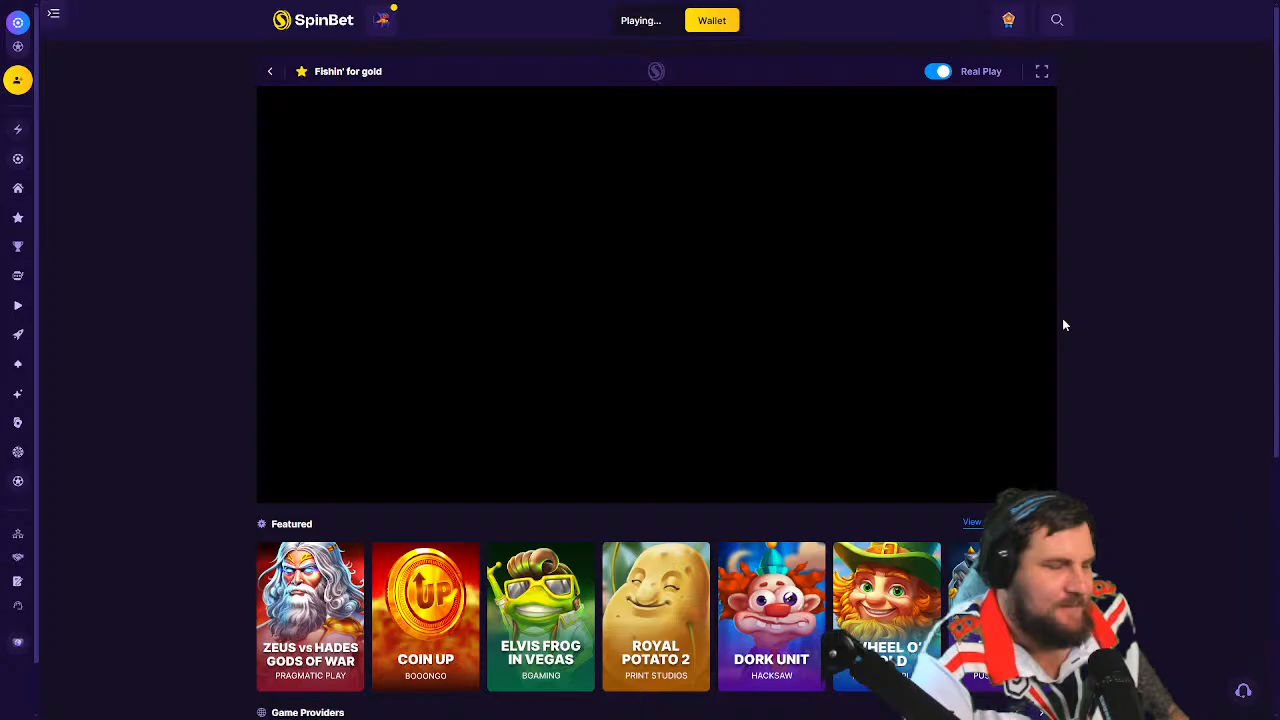 SpinBet
Playing...
Wallet
Fishin' for gold
Real Play
Featured
View
ZEUS vs HADES
GODS OF WAR
PRAGMATIC PLAY
COIN UP
BOOONGO
ELVIS FROG
IN VEGAS
BGAMING
ROYAL
POTATO 2
PRINT STUDIOS
DORK UNIT
HACKSAW
Game Providers